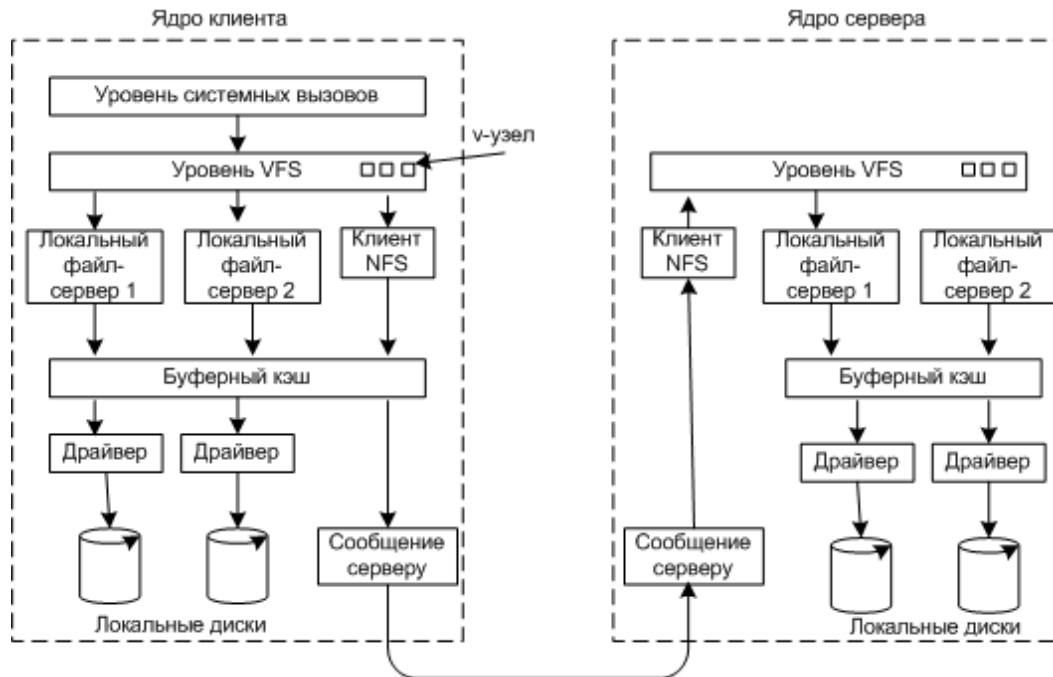 Ядро клиента
Ядро сервера
Уровень системных вызовов
v-узел
Уровень VFS
Уровень VFS
Локальный
файл-
сервер 1
Локальный
файл-
сервер 2
Клиент
NFS
Клиент
NFS
Локальный
файл-
сервер 1
Локальный
файл-
сервер 2
Буферный кэш
Буферный кэш
Драйвер
Драйвер
Драйвер
Драйвер
Сообщение
серверу
Сообщение
серверу
Локальные диски
Локальные диски